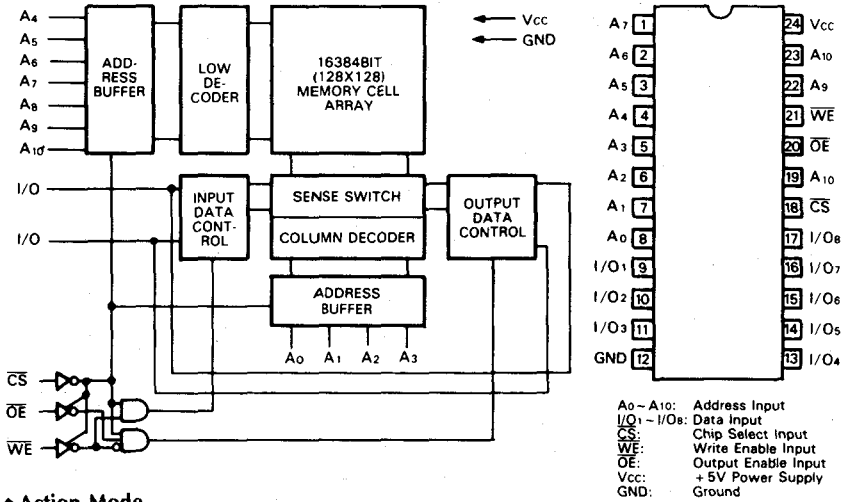 A4
A5
A6
A7
A8
A9
A10
ADD-
RESS
BUFFER
LOW
DE-
CODER
16384BIT
(128X128)
MEMORY CELL
ARRAY
Vcc
GND
I/O
I/O
INPUT
DATA
CONT-
ROL
SENSE SWITCH
COLUMN DECODER
OUTPUT
DATA
CONTROL
ADDRESS
BUFFER
A0 A1 A2 A3
CS
OE
WE
A7 1
A6 2
A5 3
A4 4
A3 5
A2 6
A1 7
A0 8
I/O1 9
I/O2 10
I/O3 11
GND 12
24 Vcc
23 A10
22 A9
21 WE
20 OE
19 A10
18 CS
17 I/O8
16 I/O7
15 I/O6
14 I/O5
13 I/O4
A0~A10: Address Input
I/O1~I/O8: Data Input
CS: Chip Select Input
WE: Write Enable Input
OE: Output Enable Input
Vcc: +5V Power Supply
GND: Ground
Action Mode